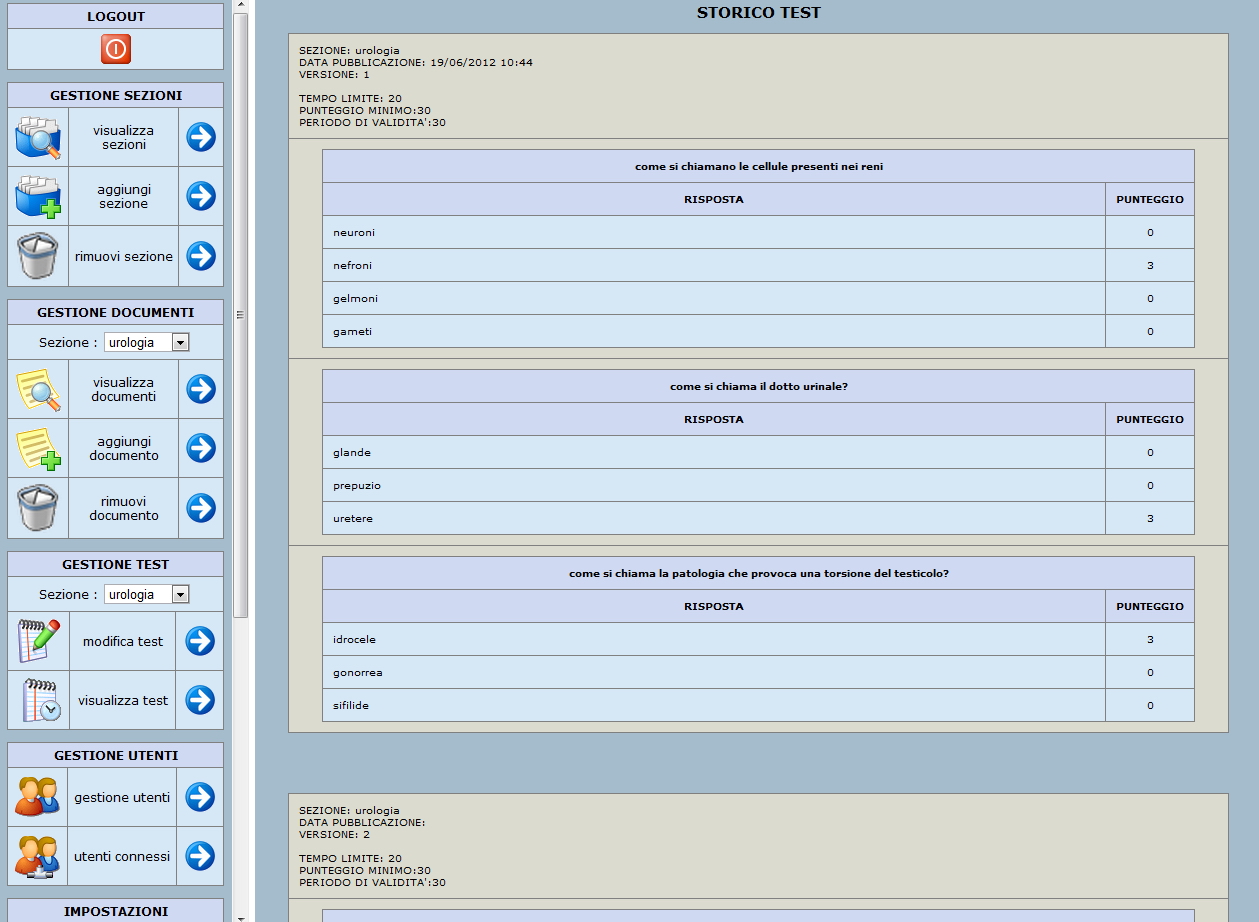 LOGOUT
GESTIONE SEZIONI
visualizza
sezioni
aggiungi
sezione
rimuovi sezione
GESTIONE DOCUMENTI
Sezione : urologia
visualizza
documenti
aggiungi
documento
rimuovi
documento
GESTIONE TEST
Sezione : urologia
modifica test
visualizza test
GESTIONE UTENTI
gestione utenti
utenti connessi
IMPOSTAZIONI
STORICO TEST
SEZIONE: urologia
DATA PUBBLICAZIONE: 19/06/2012 10:44
VERSIONE: 1
TEMPO LIMITE: 20
PUNTEGGIO MINIMO:30
PERIODO DI VALIDITA':30
come si chiamano le cellule presenti nei reni
RISPOSTA PUNTEGGIO
neuroni 0
nefroni 3
gelmoni 0
gameti 0
come si chiama il dotto urinale?
RISPOSTA PUNTEGGIO
glande 0
prepuzio 0
uretere 3
come si chiama la patologia che provoca una torsione del testicolo?
RISPOSTA PUNTEGGIO
idrocele 3
gonorrea 0
sifilide 0
SEZIONE: urologia
DATA PUBBLICAZIONE:
VERSIONE: 2
TEMPO LIMITE: 20
PUNTEGGIO MINIMO:30
PERIODO DI VALIDITA':30